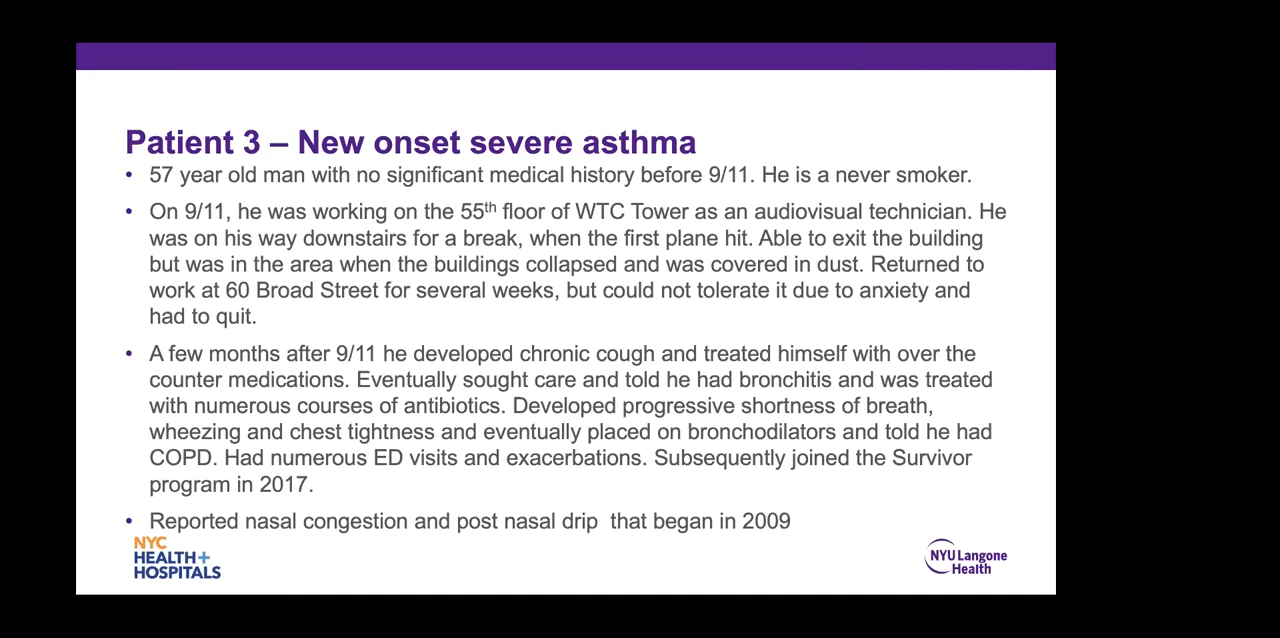 Patient 3 – New onset severe asthma
• 57 year old man with no significant medical history before 9/11. He is a never smoker.
• On 9/11, he was working on the 55th floor of WTC Tower as an audiovisual technician. He
was on his way downstairs for a break, when the first plane hit. Able to exit the building
but was in the area when the buildings collapsed and was covered in dust. Returned to
work at 60 Broad Street for several weeks, but could not tolerate it due to anxiety and
had to quit.
• A few months after 9/11 he developed chronic cough and treated himself with over the
counter medications. Eventually sought care and told he had bronchitis and was treated
with numerous courses of antibiotics. Developed progressive shortness of breath,
wheezing and chest tightness and eventually placed on bronchodilators and told he had
COPD. Had numerous ED visits and exacerbations. Subsequently joined the Survivor
program in 2017.
• Reported nasal congestion and post nasal drip  that began in 2009
NYC
HEALTH+
HOSPITALS
NYU Langone
Health